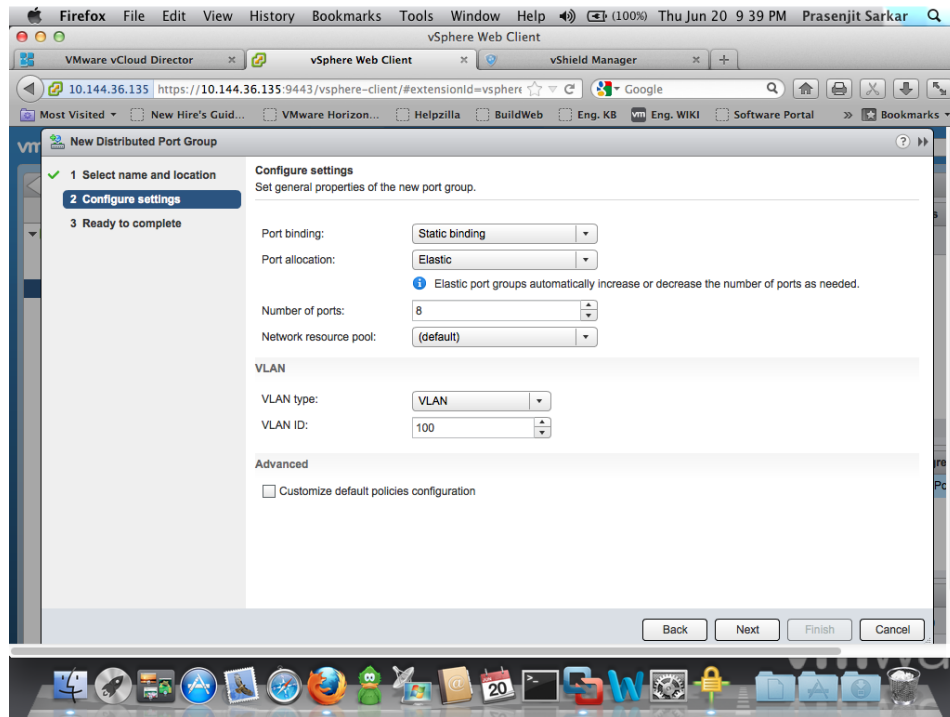 Firefox File Edit View History Bookmarks Tools Window Help (100%) Thu Jun 20 9 39 PM Prasenjit Sarkar
vSphere Web Client
VMware vCloud Director × vSphere Web Client × vShield Manager × +
10.144.36.135 https://10.144.36.135:9443/vsphere-client/#extensionId=vsphere Google
Most Visited New Hire's Guid... VMware Horizon... Helpzilla BuildWeb Eng. KB vm Eng. WIKI Software Portal » Bookmarks
New Distributed Port Group ?
1 Select name and location
2 Configure settings
3 Ready to complete
Configure settings
Set general properties of the new port group.
Port binding: Static binding
Port allocation: Elastic
Elastic port groups automatically increase or decrease the number of ports as needed.
Number of ports: 8
Network resource pool: (default)
VLAN
VLAN type: VLAN
VLAN ID: 100
Advanced
Customize default policies configuration
Back Next Finish Cancel
20